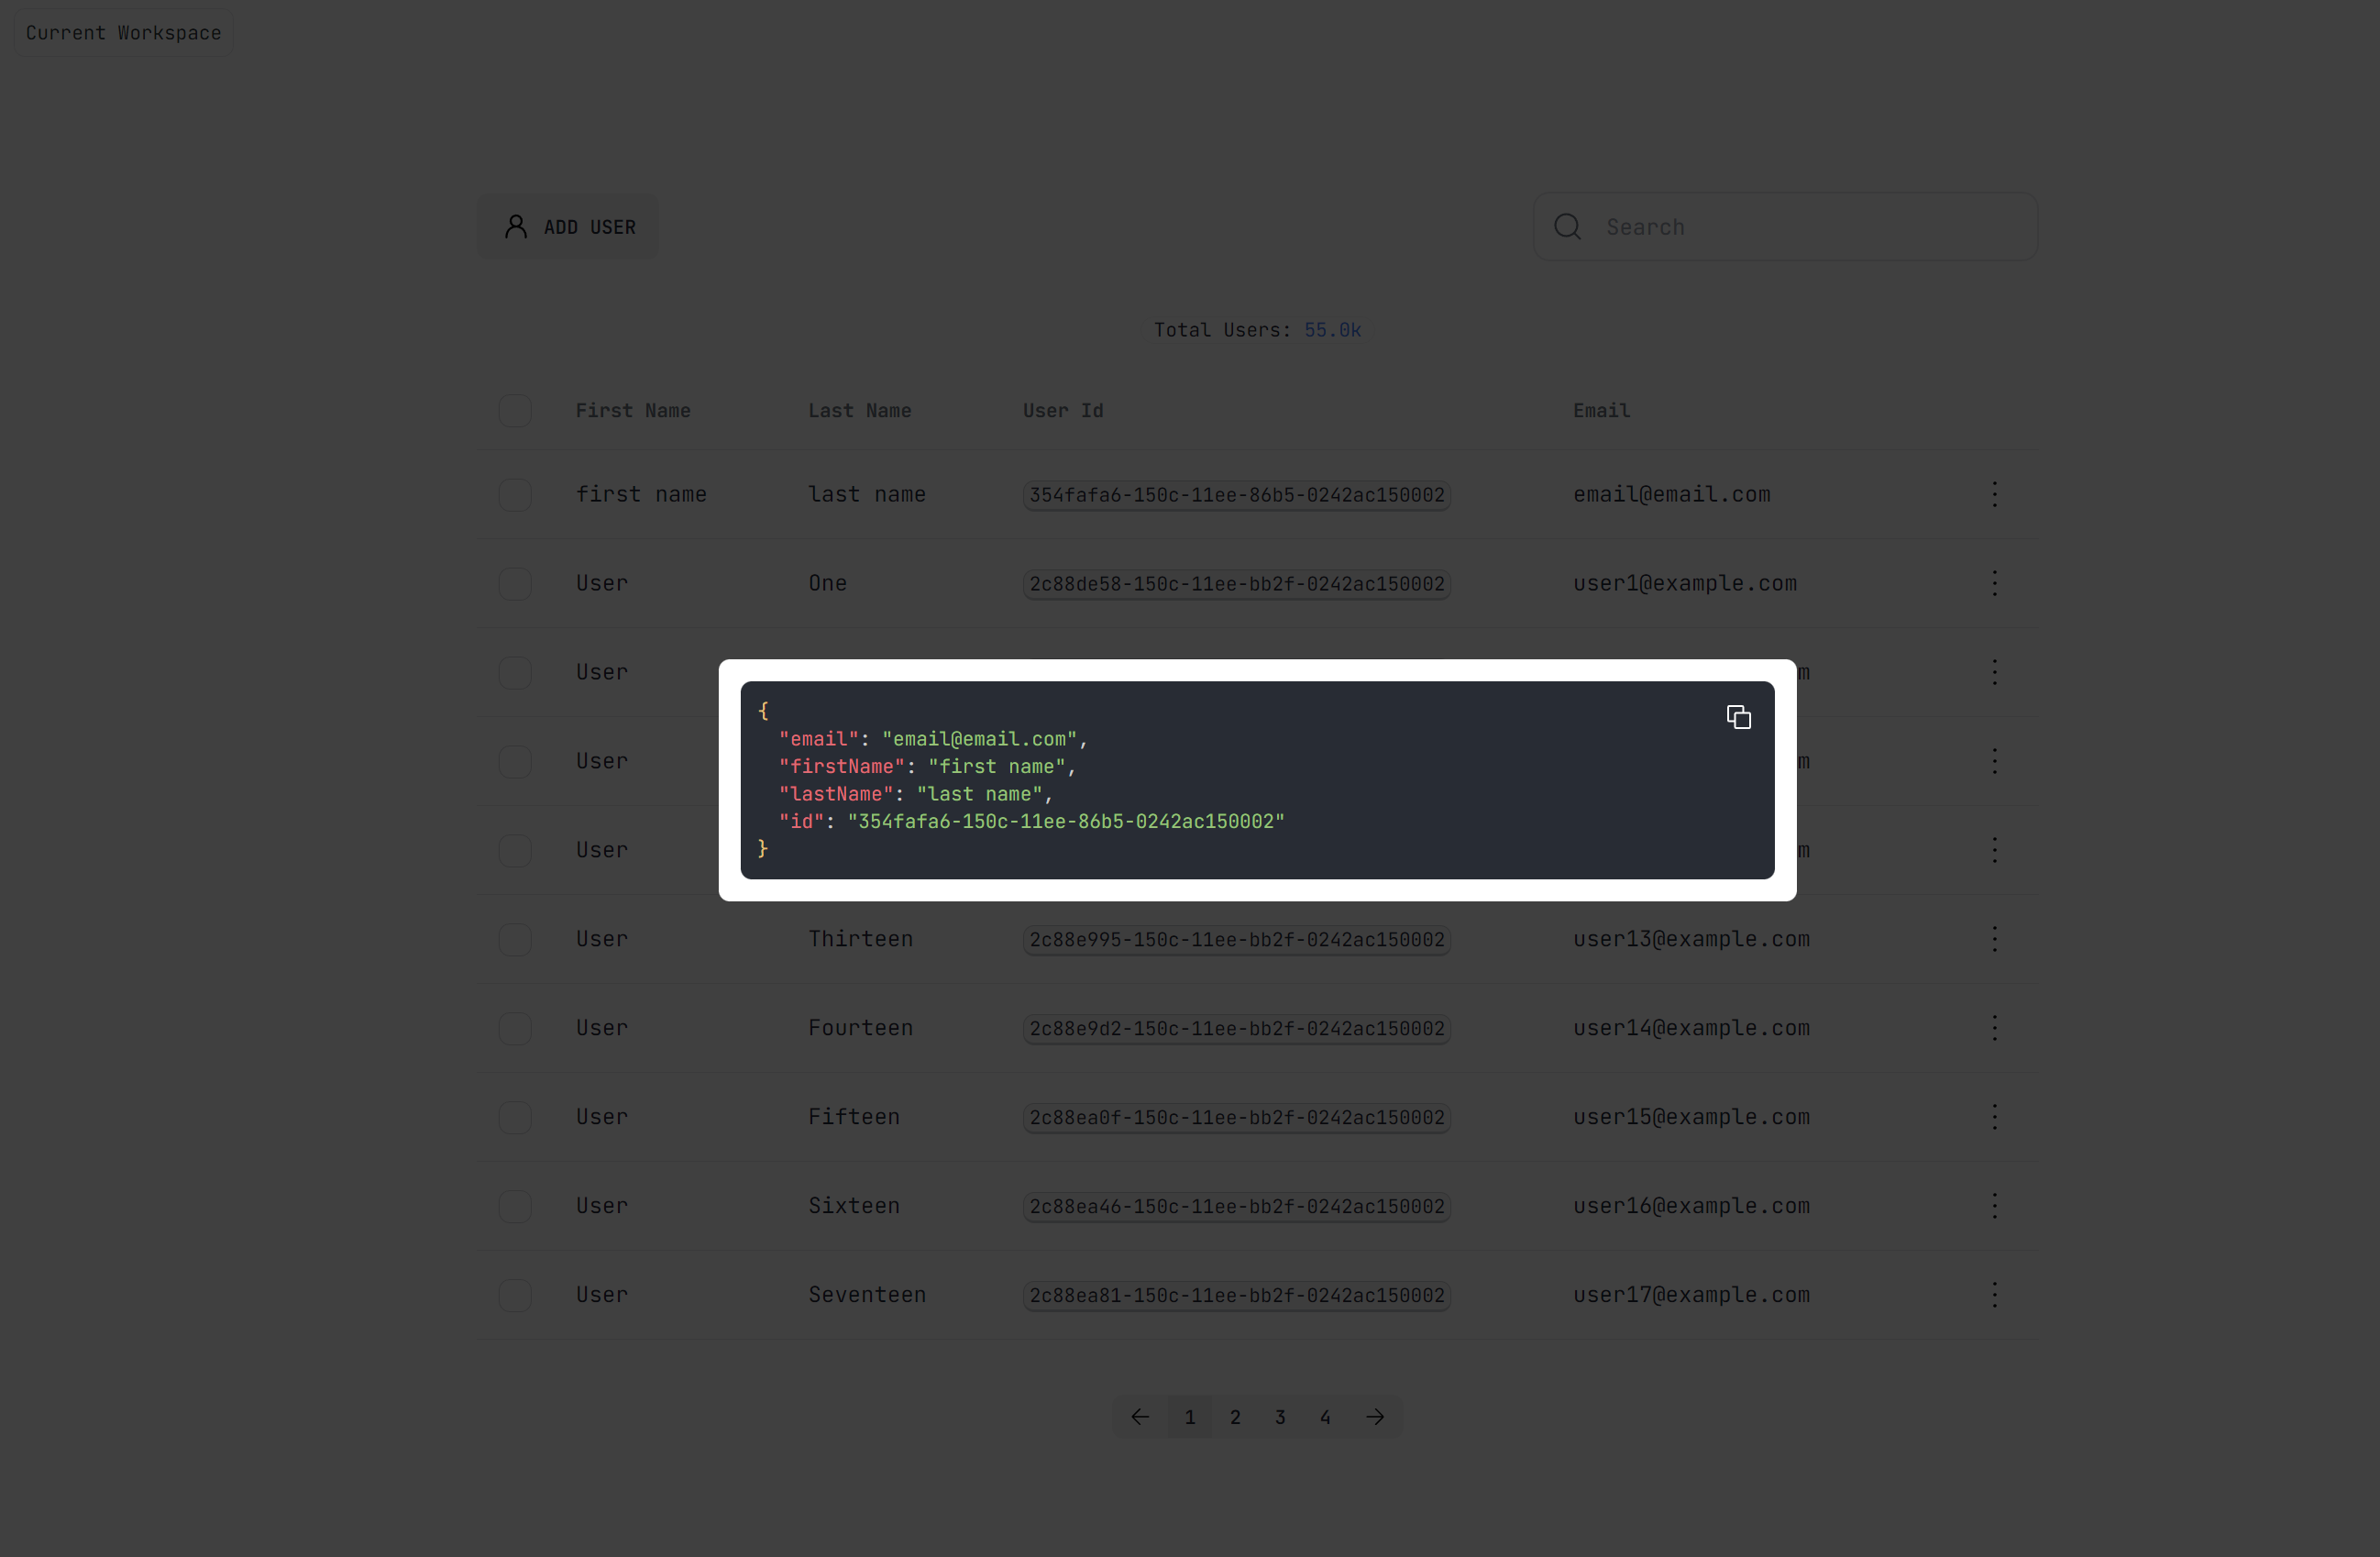 Current Workspace
ADD USER
Search
Total Users: 55.0k
First Name Last Name User Id Email
first name last name 354fafa6-150c-11ee-86b5-0242ac150002 email@email.com
User One 2c88de58-150c-11ee-bb2f-0242ac150002 user1@example.com
User m
{
"email": "email@email.com",
"firstName": "first name",
User m
"lastName": "last name",
"id": "354fafa6-150c-11ee-86b5-0242ac150002"
}
User m
User Thirteen 2c88e995-150c-11ee-bb2f-0242ac150002 user13@example.com
User Fourteen 2c88e9d2-150c-11ee-bb2f-0242ac150002 user14@example.com
User Fifteen 2c88ea0f-150c-11ee-bb2f-0242ac150002 user15@example.com
User Sixteen 2c88ea46-150c-11ee-bb2f-0242ac150002 user16@example.com
User Seventeen 2c88ea81-150c-11ee-bb2f-0242ac150002 user17@example.com
1 2 3 4